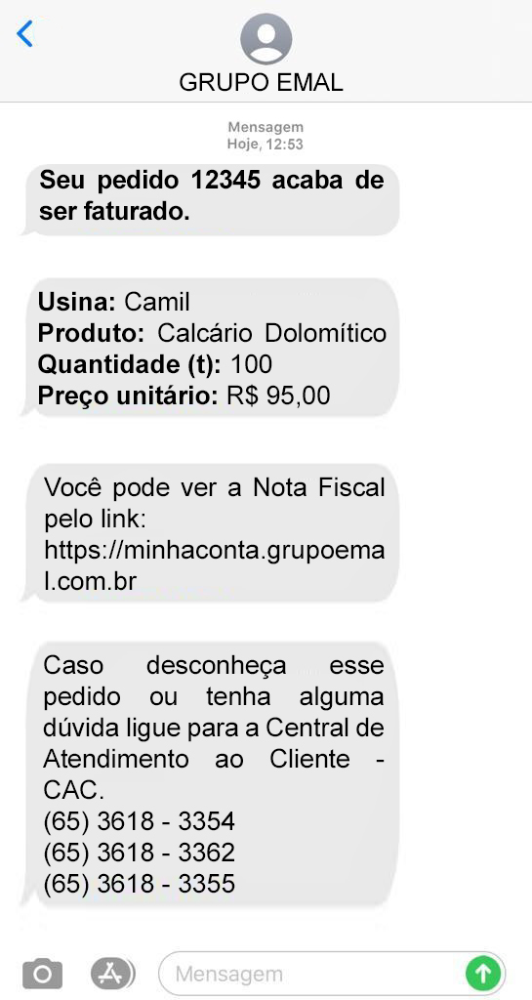 GRUPO EMAL
Mensagem
Hoje, 12:53
Seu pedido 12345 acaba de
ser faturado.
Usina: Camil
Produto: Calcário Dolomítico
Quantidade (t): 100
Preço unitário: R$ 95,00
Você pode ver a Nota Fiscal
pelo link:
https://minhaconta.grupoema
l.com.br
Caso desconheça esse
pedido ou tenha alguma
dúvida ligue para a Central de
Atendimento ao Cliente -
CAC.
(65) 3618 - 3354
(65) 3618 - 3362
(65) 3618 - 3355
Mensagem